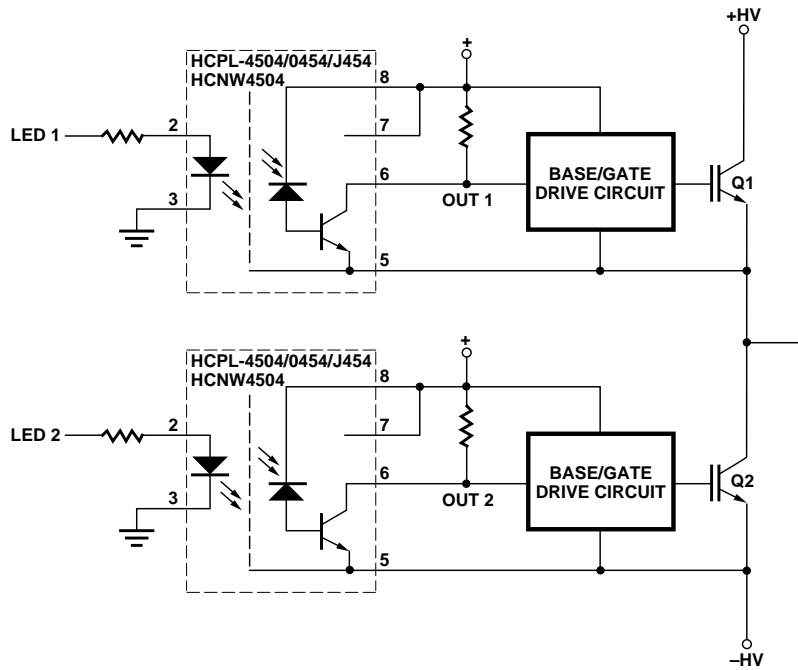 +HV
HCPL-4504/0454/J454
HCNW4504
+
8
LED 1
2
7
BASE/GATE
DRIVE CIRCUIT
Q1
3
6
OUT 1
5
HCPL-4504/0454/J454
HCNW4504
+
8
LED 2
2
7
BASE/GATE
DRIVE CIRCUIT
Q2
3
6
OUT 2
5
–HV